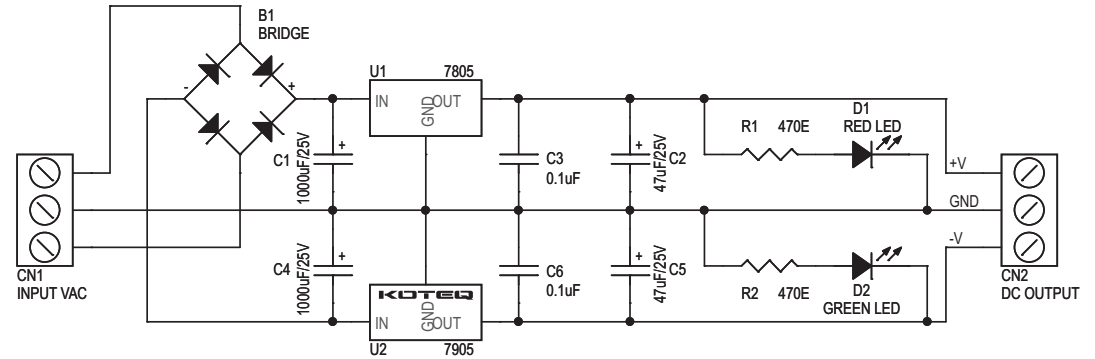 B1
BRIDGE
-
+
U1 7805
IN GND OUT
C1
1000uF/25V
+
C3
0.1uF
+
C2
47uF/25V
R1 470E
D1
RED LED
+V
GND
-V
CN1
INPUT VAC
C4
1000uF/25V
+
KOTEQ
IN GND OUT
U2 7905
C6
0.1uF
+
C5
47uF/25V
R2 470E
D2
GREEN LED
CN2
DC OUTPUT